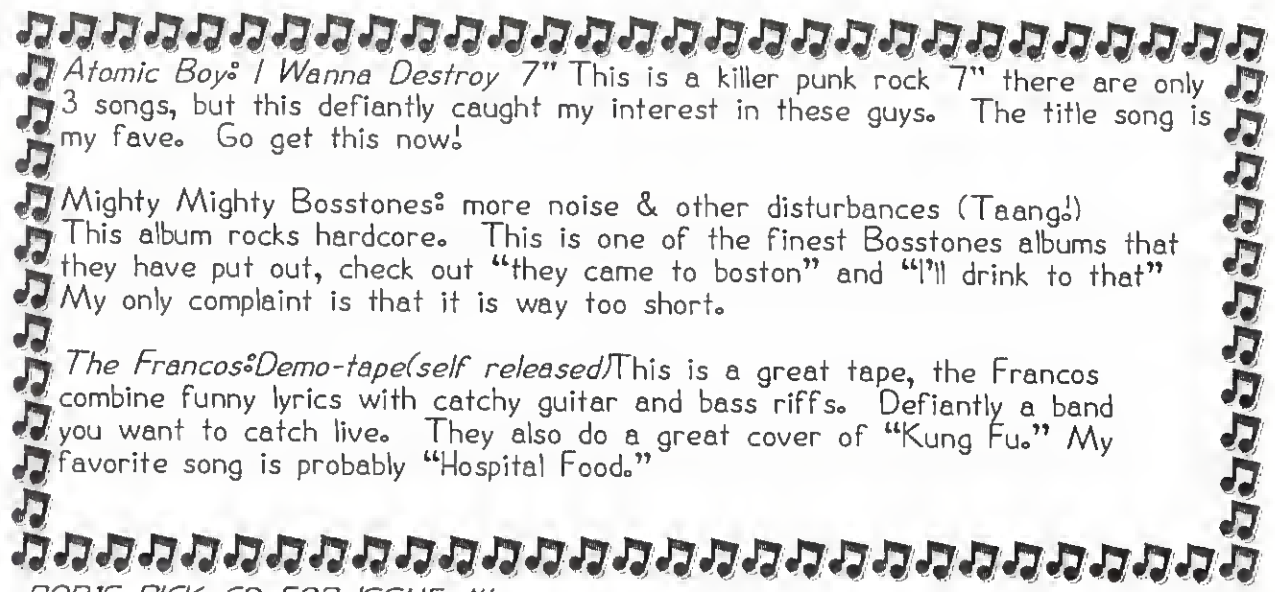 Atomic Boy: I Wanna Destroy 7" This is a killer punk rock 7" there are only
3 songs, but this defiantly caught my interest in these guys. The title song is
my fave. Go get this now!
Mighty Mighty Bosstones: more noise & other disturbances (Taang!)
This album rocks hardcore. This is one of the finest Bosstones albums that
they have put out, check out “they came to boston” and “I'll drink to that”
My only complaint is that it is way too short.
The Francos:Demo-tape(self released)This is a great tape, the Francos
combine funny lyrics with catchy guitar and bass riffs. Defiantly a band
you want to catch live. They also do a great cover of “Kung Fu.” My
favorite song is probably “Hospital Food.”
PICK CD FOR ISSUE